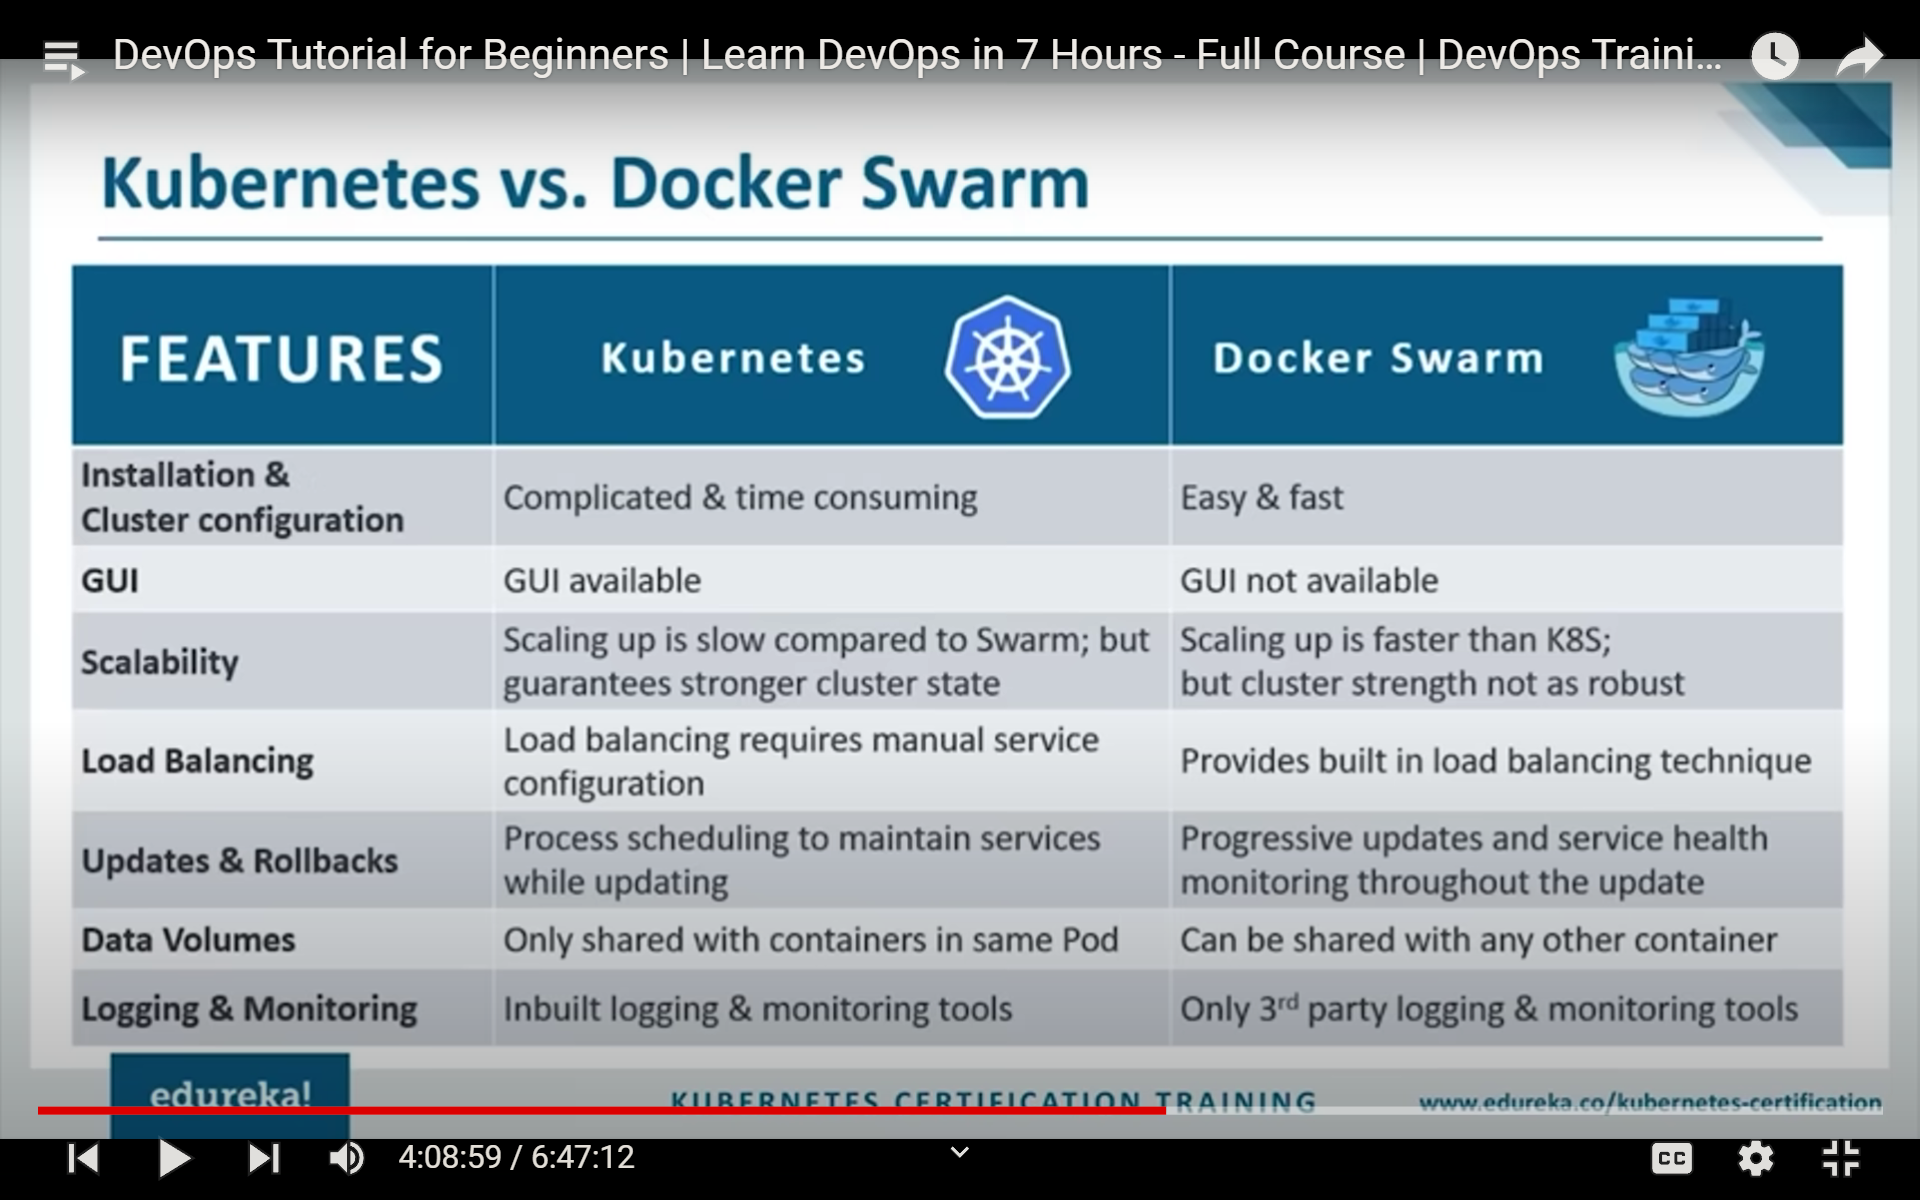 DevOps Tutorial for Beginners | Learn DevOps in 7 Hours - Full Course | DevOps Traini...
Kubernetes vs. Docker Swarm
FEATURES
Kubernetes
Docker Swarm
Installation &
Cluster configuration
Complicated & time consuming
Easy & fast
GUI
GUI available
GUI not available
Scalability
Scaling up is slow compared to Swarm; but
guarantees stronger cluster state
Scaling up is faster than K8S;
but cluster strength not as robust
Load Balancing
Load balancing requires manual service
configuration
Provides built in load balancing technique
Updates & Rollbacks
Process scheduling to maintain services
while updating
Progressive updates and service health
monitoring throughout the update
Data Volumes
Only shared with containers in same Pod
Can be shared with any other container
Logging & Monitoring
Inbuilt logging & monitoring tools
Only 3rd party logging & monitoring tools
edureka!
KUBERNETES CERTIFICATION TRAINING
www.edureka.co/kubernetes-certification
4:08:59 / 6:47:12
CC